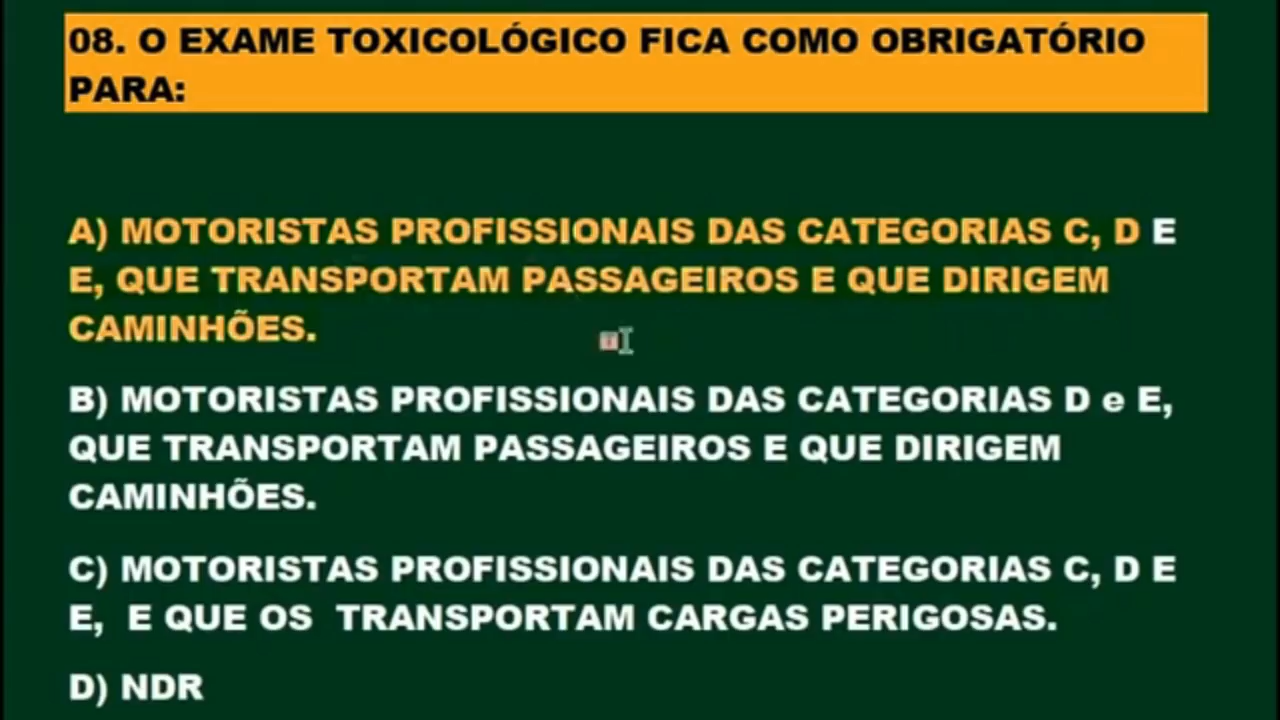 08. O EXAME TOXICOLÓGICO FICA COMO OBRIGATÓRIO
PARA:
A) MOTORISTAS PROFISSIONAIS DAS CATEGORIAS C, D E
E, QUE TRANSPORTAM PASSAGEIROS E QUE DIRIGEM
CAMINHÕES.
B) MOTORISTAS PROFISSIONAIS DAS CATEGORIAS D e E,
QUE TRANSPORTAM PASSAGEIROS E QUE DIRIGEM
CAMINHÕES.
C) MOTORISTAS PROFISSIONAIS DAS CATEGORIAS C, D E
E, E QUE OS TRANSPORTAM CARGAS PERIGOSAS.
D) NDR